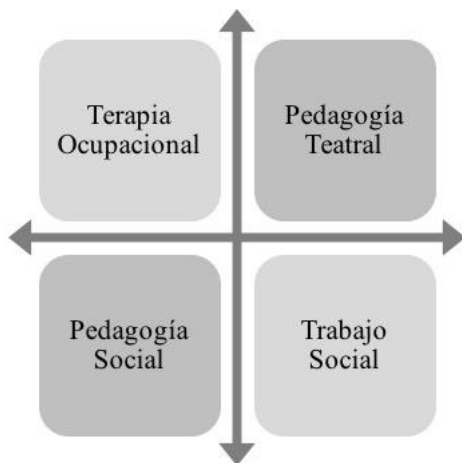 Terapia
Ocupacional
Pedagogía
Teatral
Pedagogía
Social
Trabajo
Social